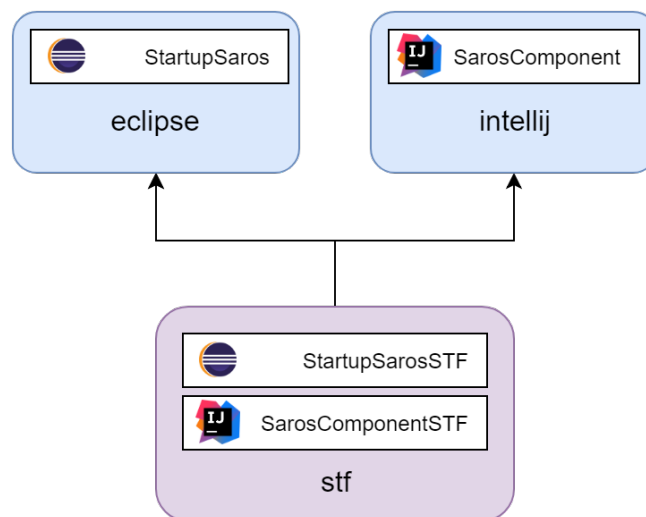 StartupSaros
eclipse
IJ
SarosComponent
intellij
StartupSarosSTF
IJ
SarosComponentSTF
stf